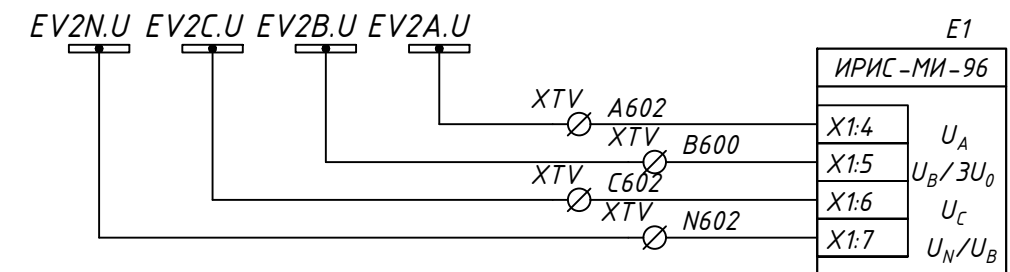 EV2N.U EV2C.U EV2B.U EV2A.U
E1
ИРИС-МИ-96
XTV A602 X1:4 U_A
XTV B600 X1:5 U_B/3U_0
XTV C602 X1:6 U_C
XTV N602 X1:7 U_N/U_B